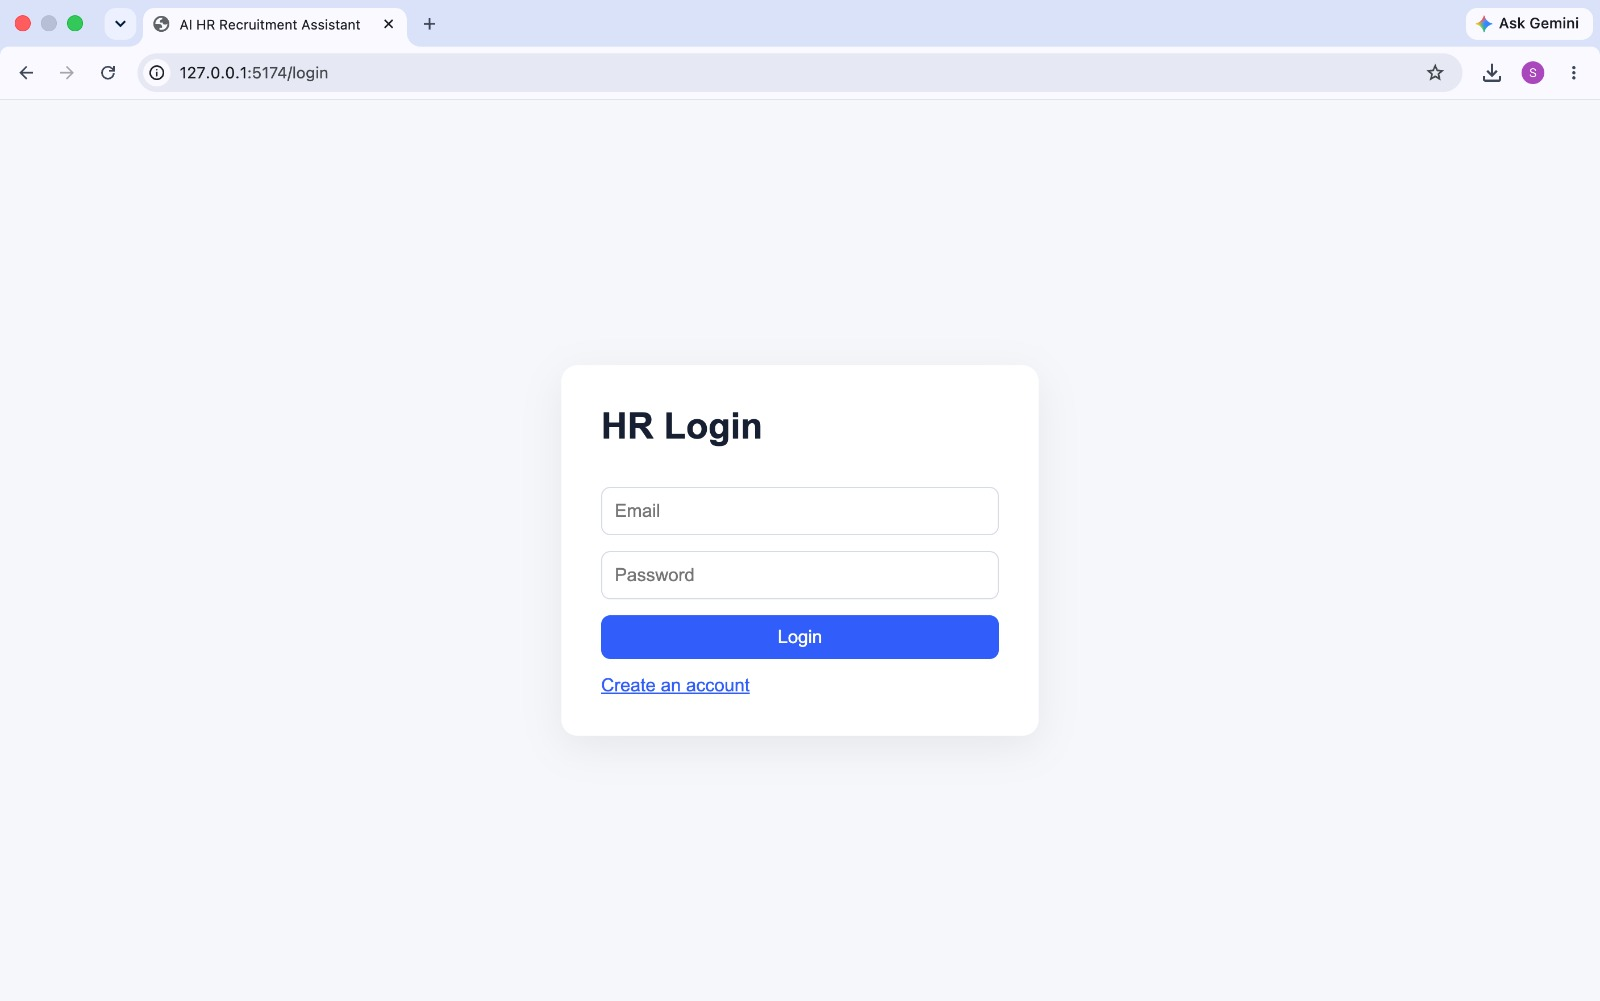 AI HR Recruitment Assistant
Ask Gemini
127.0.0.1:5174/login
S
HR Login
Email
Password
Login
Create an account